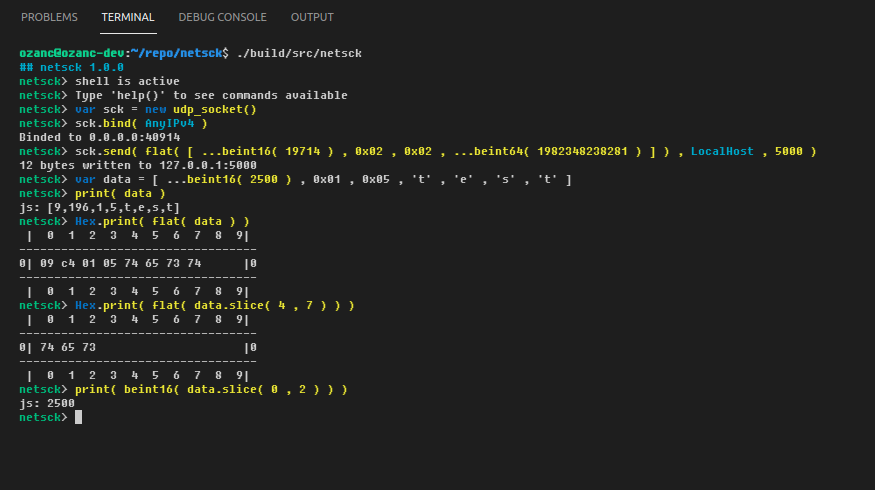 PROBLEMS TERMINAL DEBUG CONSOLE OUTPUT
ozanc@ozanc-dev:~/repo/netsck$ ./build/src/netsck
## netsck 1.0.0
netsck> shell is active
netsck> Type 'help()' to see commands available
netsck> var sck = new udp_socket()
netsck> sck.bind( AnyIPv4 )
Binded to 0.0.0.0:40914
netsck> sck.send( flat( [ ...beint16( 19714 ) , 0x02 , 0x02 , ...beint64( 1982348238281 ) ] ) , LocalHost , 5000 )
12 bytes written to 127.0.0.1:5000
netsck> var data = [ ...beint16( 2500 ) , 0x01 , 0x05 , 't' , 'e' , 's' , 't' ]
netsck> print( data )
js: [9,196,1,5,t,e,s,t]
netsck> Hex.print( flat( data ) )
 |  0  1  2  3  4  5  6  7  8  9|
----------------------------------
0| 09 c4 01 05 74 65 73 74      |0
----------------------------------
 |  0  1  2  3  4  5  6  7  8  9|
netsck> Hex.print( flat( data.slice( 4 , 7 ) ) )
 |  0  1  2  3  4  5  6  7  8  9|
----------------------------------
0| 74 65 73                     |0
----------------------------------
 |  0  1  2  3  4  5  6  7  8  9|
netsck> print( beint16( data.slice( 0 , 2 ) ) )
js: 2500
netsck>